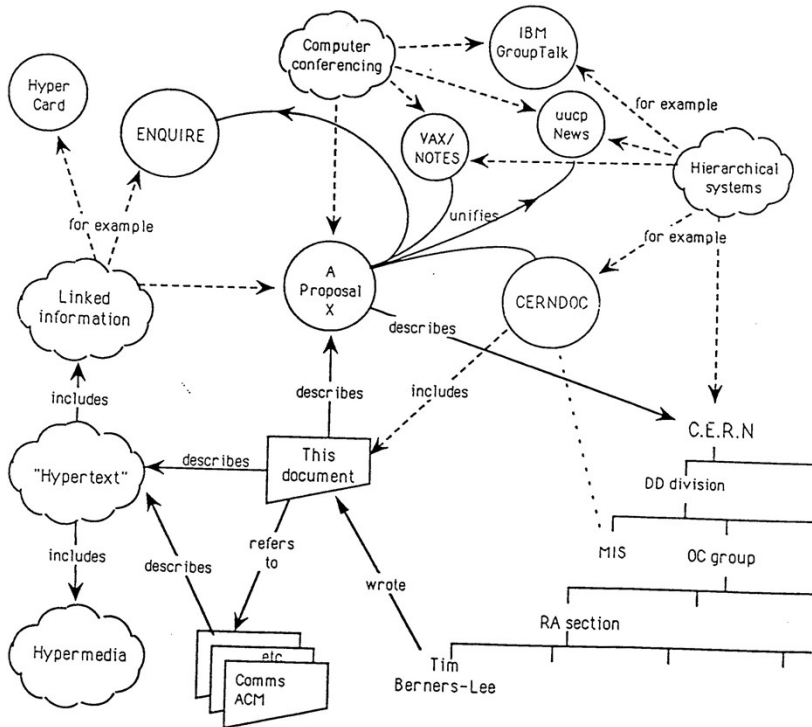 IBM
GroupTalk
Computer
conferencing
Hyper
Card
ENQUIRE
VAX/
NOTES
uucp
News
for example
Hierarchical
systems
unifies
for example
for example
A
Proposal
X
CERNDOC
Linked
information
describes
includes
describes
includes
C.E.R.N
This
document
describes
"Hypertext"
DD division
MIS
OC group
refers
to
includes
describes
wrote
RA section
Hypermedia
etc
Comms
ACM
Tim
Berners-Lee